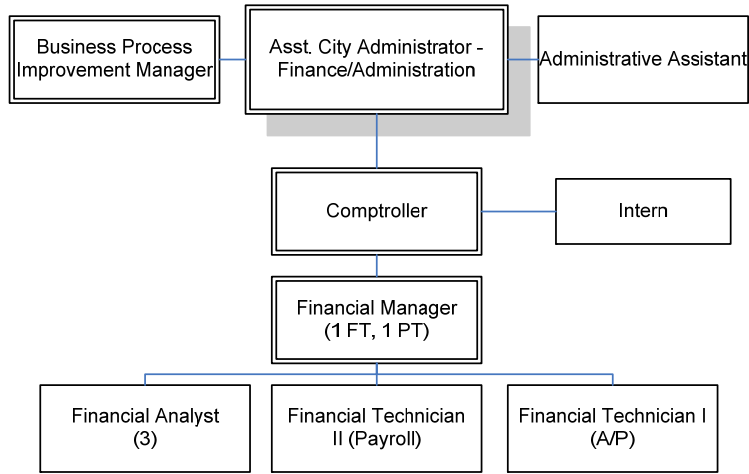 Business Process
Improvement Manager
Asst. City Administrator -
Finance/Administration
Administrative Assistant
Comptroller
Intern
Financial Manager
(1 FT, 1 PT)
Financial Analyst
(3)
Financial Technician
II (Payroll)
Financial Technician I
(A/P)